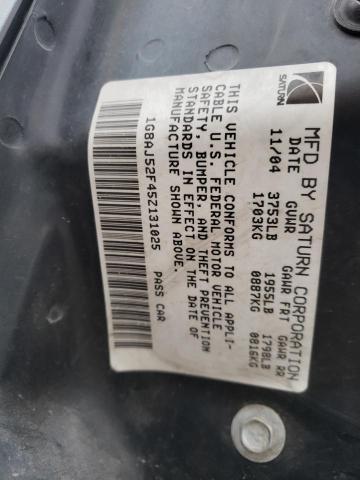 SATURN
MFD BY SATURN CORPORATION
DATE GVWR GAWR FRT GAWR RR
11/04 3753LB 1955LB 1798LB
1703KG 0887KG 0816KG
THIS VEHICLE CONFORMS TO ALL APPLI-
CABLE U.S. FEDERAL MOTOR VEHICLE
SAFETY, BUMPER, AND THEFT PREVENTION
STANDARDS IN EFFECT ON THE DATE OF
MANUFACTURE SHOWN ABOVE.
1G8AJ52F45Z131025 PASS CAR